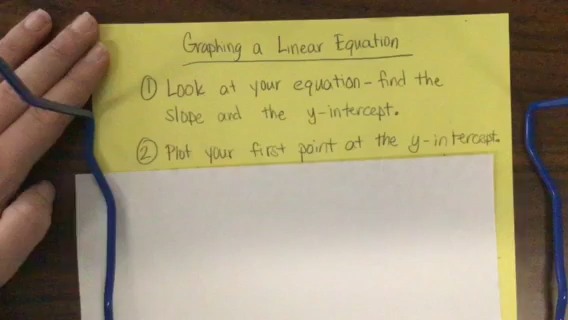 Graphing a Linear Equation
① Look at your equation - find the
slope and the y-intercept.
② Plot your first point at the y-intercept.